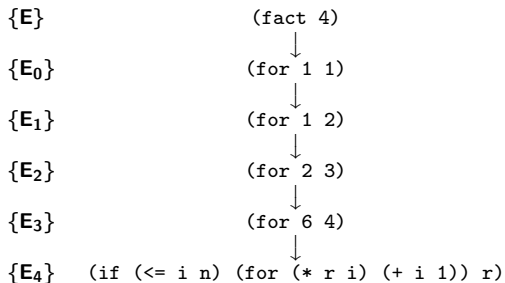 {E} (fact 4)
{E₀} (for 1 1)
{E₁} (for 1 2)
{E₂} (for 2 3)
{E₃} (for 6 4)
{E₄} (if (<= i n) (for (* r i) (+ i 1)) r)